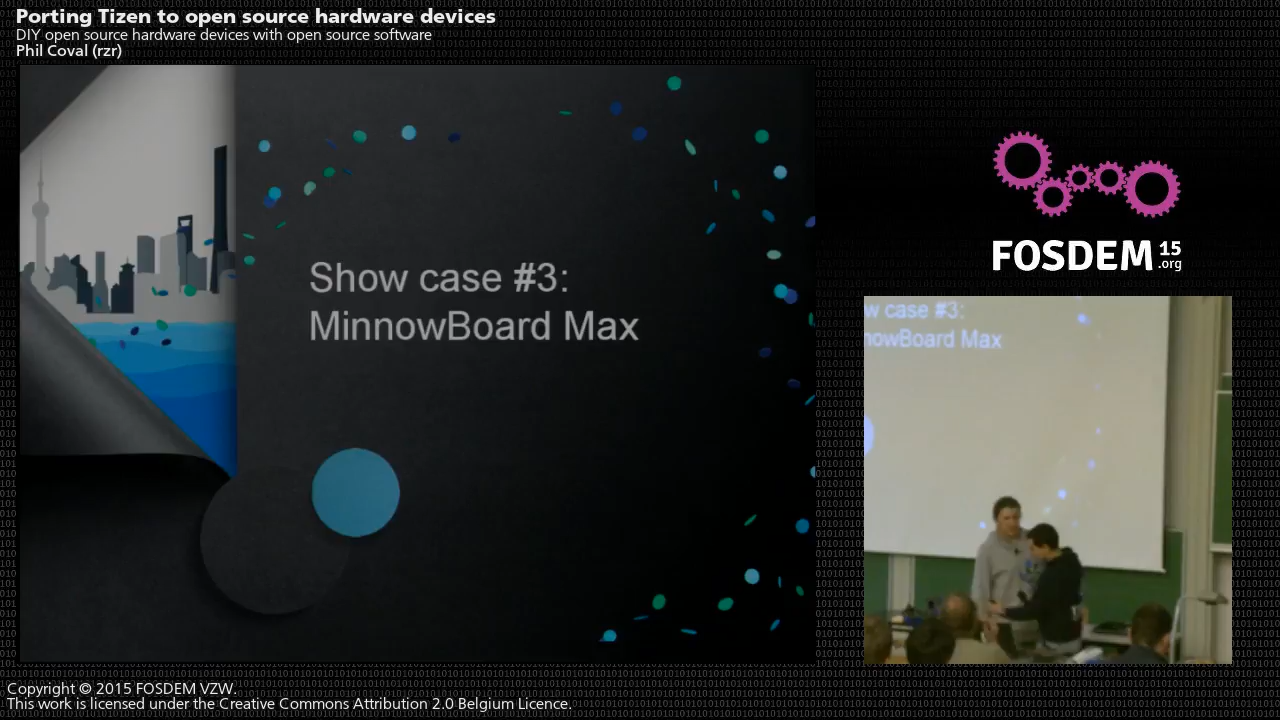 Porting Tizen to open source hardware devices
DIY open source hardware devices with open source software
Phil Coval (rzr)
Show case #3:
MinnowBoard Max
FOSDEM 15
.org
w case #3:
nowBoard Max
Copyright © 2015 FOSDEM VZW.
This work is licensed under the Creative Commons Attribution 2.0 Belgium Licence.